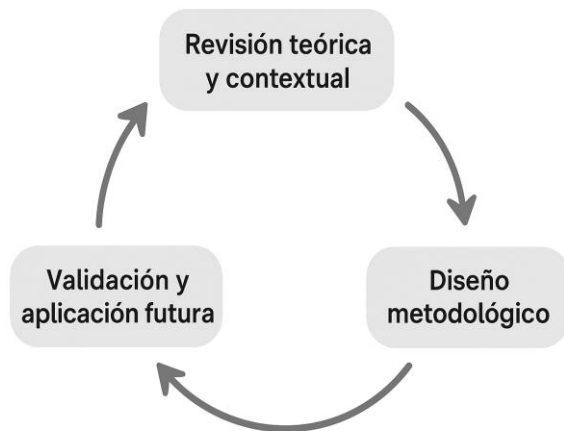 Revisión teórica
y contextual
Diseño
metodológico
Validación y
aplicación futura